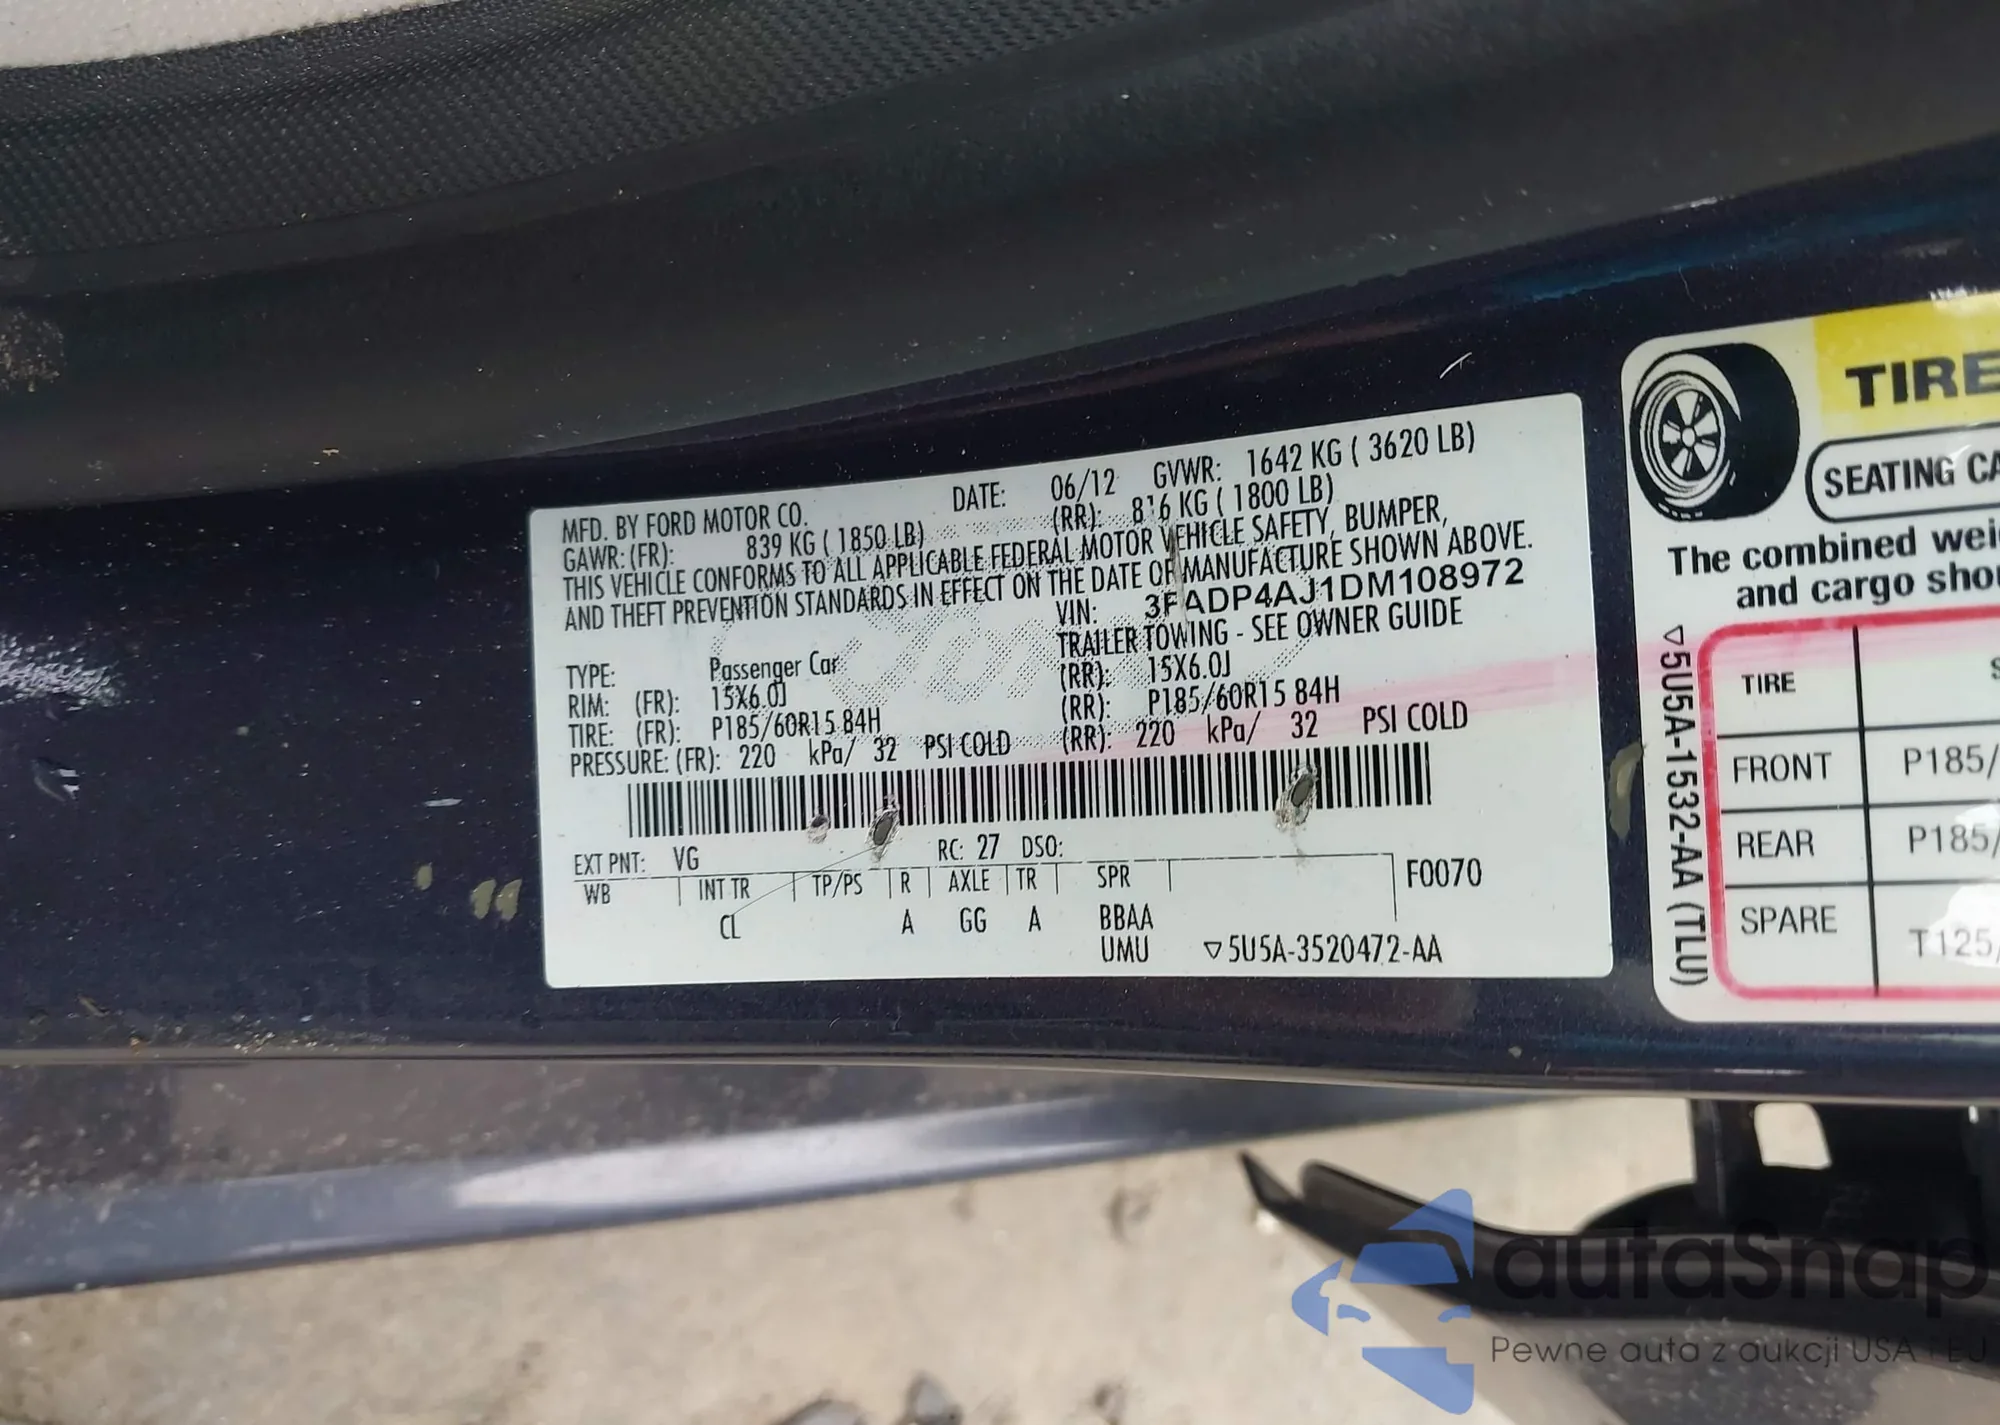 MFD. BY FORD MOTOR CO. DATE: 06/12 GVWR: 1642 KG ( 3620 LB)
GAWR: (FR): 839 KG ( 1850 LB) (RR): 816 KG ( 1800 LB)
THIS VEHICLE CONFORMS TO ALL APPLICABLE FEDERAL MOTOR VEHICLE SAFETY, BUMPER,
AND THEFT PREVENTION STANDARDS IN EFFECT ON THE DATE OF MANUFACTURE SHOWN ABOVE.
VIN: 3FADP4AJ1DM108972
TRAILER TOWING - SEE OWNER GUIDE
TYPE: Passenger Car
RIM: (FR): 15X6.0J (RR): 15X6.0J
TIRE: (FR): P185/60R15 84H (RR): P185/60R15 84H
PRESSURE: (FR): 220 kPa/ 32 PSI COLD (RR): 220 kPa/ 32 PSI COLD
EXT PNT: VG RC: 27 DSO:
WB INT TR TP/PS R AXLE TR SPR F0070
CL A GG A BBAA
UMU ▽5U5A-3520472-AA
TIRE
SEATING CA
The combined wei
and cargo shou
▽5U5A-1532-AA (TLU)
TIRE S
FRONT P185/
REAR P185/
SPARE T125/
autaSnap
Pewne auta z aukcji USA i EU